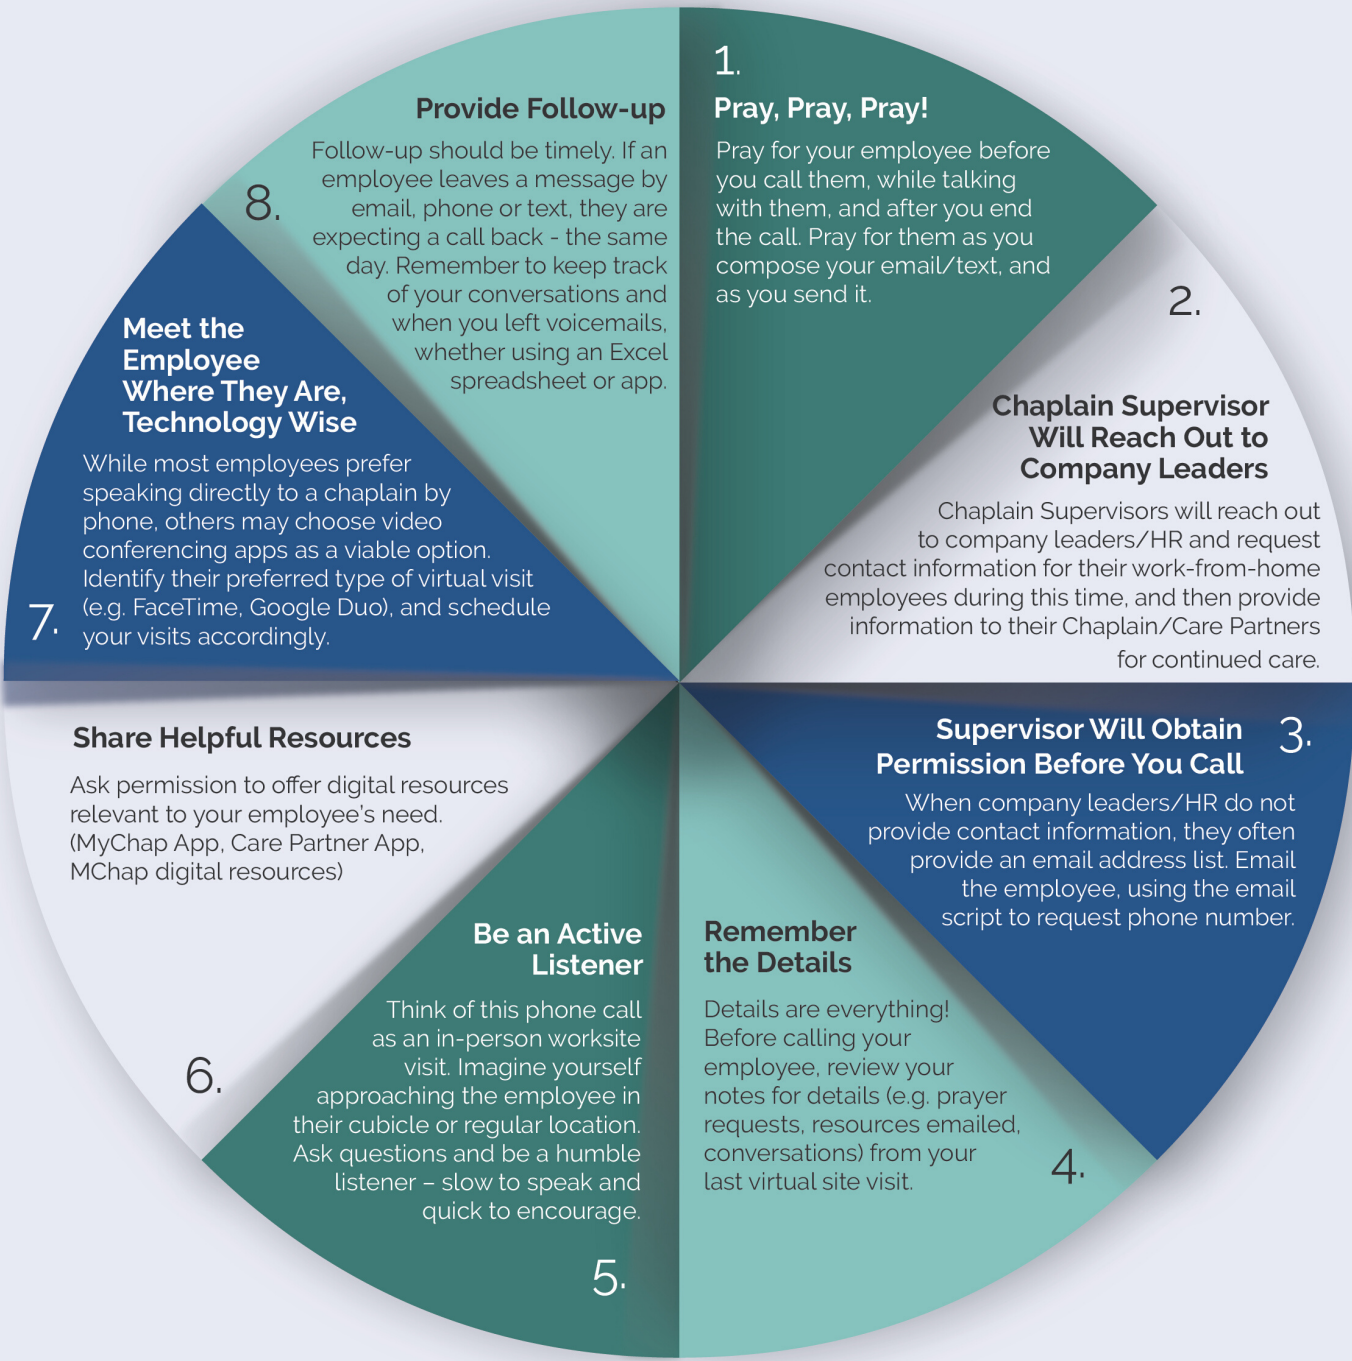 1.
Pray, Pray, Pray!
Pray for your employee before
you call them, while talking
with them, and after you end
the call. Pray for them as you
compose your email/text, and
as you send it.
2.
Chaplain Supervisor
Will Reach Out to
Company Leaders
Chaplain Supervisors will reach out
to company leaders/HR and request
contact information for their work-from-home
employees during this time, and then provide
information to their Chaplain/Care Partners
for continued care.
3.
Supervisor Will Obtain
Permission Before You Call
When company leaders/HR do not
provide contact information, they often
provide an email address list. Email
the employee, using the email
script to request phone number.
Remember
the Details
Details are everything!
Before calling your
employee, review your
notes for details (e.g. prayer
requests, resources emailed,
conversations) from your
last virtual site visit.
4.
Be an Active
Listener
Think of this phone call
as an in-person worksite
visit. Imagine yourself
approaching the employee in
their cubicle or regular location.
Ask questions and be a humble
listener – slow to speak and
quick to encourage.
5.
Share Helpful Resources
Ask permission to offer digital resources
relevant to your employee's need.
(MyChap App, Care Partner App,
MChap digital resources)
6.
Meet the
Employee
Where They Are,
Technology Wise
While most employees prefer
speaking directly to a chaplain by
phone, others may choose video
conferencing apps as a viable option.
Identify their preferred type of virtual visit
(e.g. FaceTime, Google Duo), and schedule
your visits accordingly.
7.
Provide Follow-up
Follow-up should be timely. If an
employee leaves a message by
email, phone or text, they are
expecting a call back - the same
day. Remember to keep track
of your conversations and
when you left voicemails,
whether using an Excel
spreadsheet or app.
8.